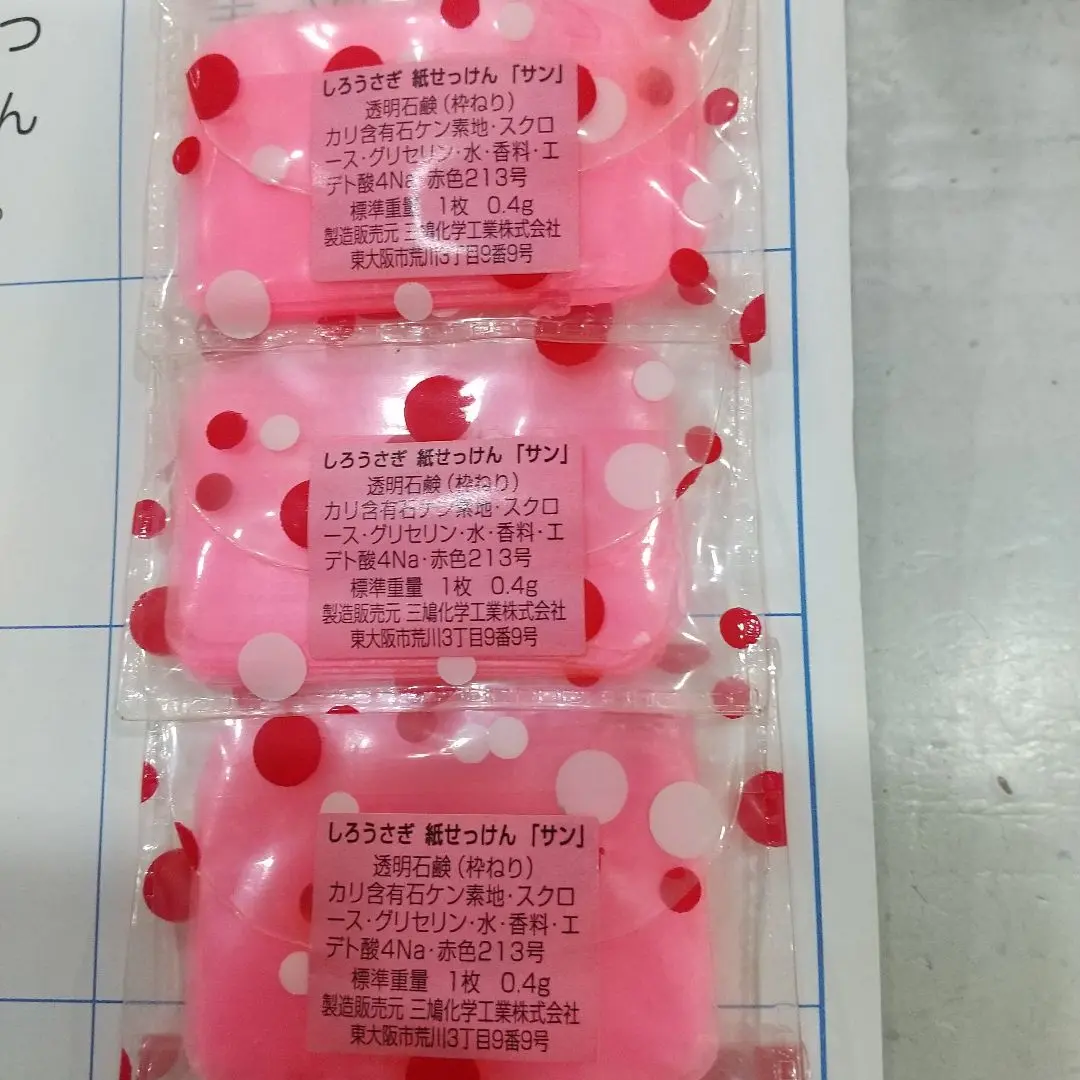 つ
ん
しろうさぎ 紙せっけん「サン」
透明石鹸(枠ねり)
カリ含有石ケン素地・スクロ
ース・グリセリン・水・香料・エ
デト酸4Na・赤色213号
標準重量 1枚 0.4g
製造販売元 三鳩化学工業株式会社
東大阪市荒川3丁目9番9号
しろうさぎ 紙せっけん「サン」
透明石鹸(枠ねり)
カリ含有石ケン素地・スクロ
ース・グリセリン・水・香料・エ
デト酸4Na・赤色213号
標準重量 1枚 0.4g
製造販売元 三鳩化学工業株式会社
東大阪市荒川3丁目9番9号
しろうさぎ 紙せっけん「サン」
透明石鹸(枠ねり)
カリ含有石ケン素地・スクロ
ース・グリセリン・水・香料・エ
デト酸4Na・赤色213号
標準重量 1枚 0.4g
製造販売元 三鳩化学工業株式会社
東大阪市荒川3丁目9番9号